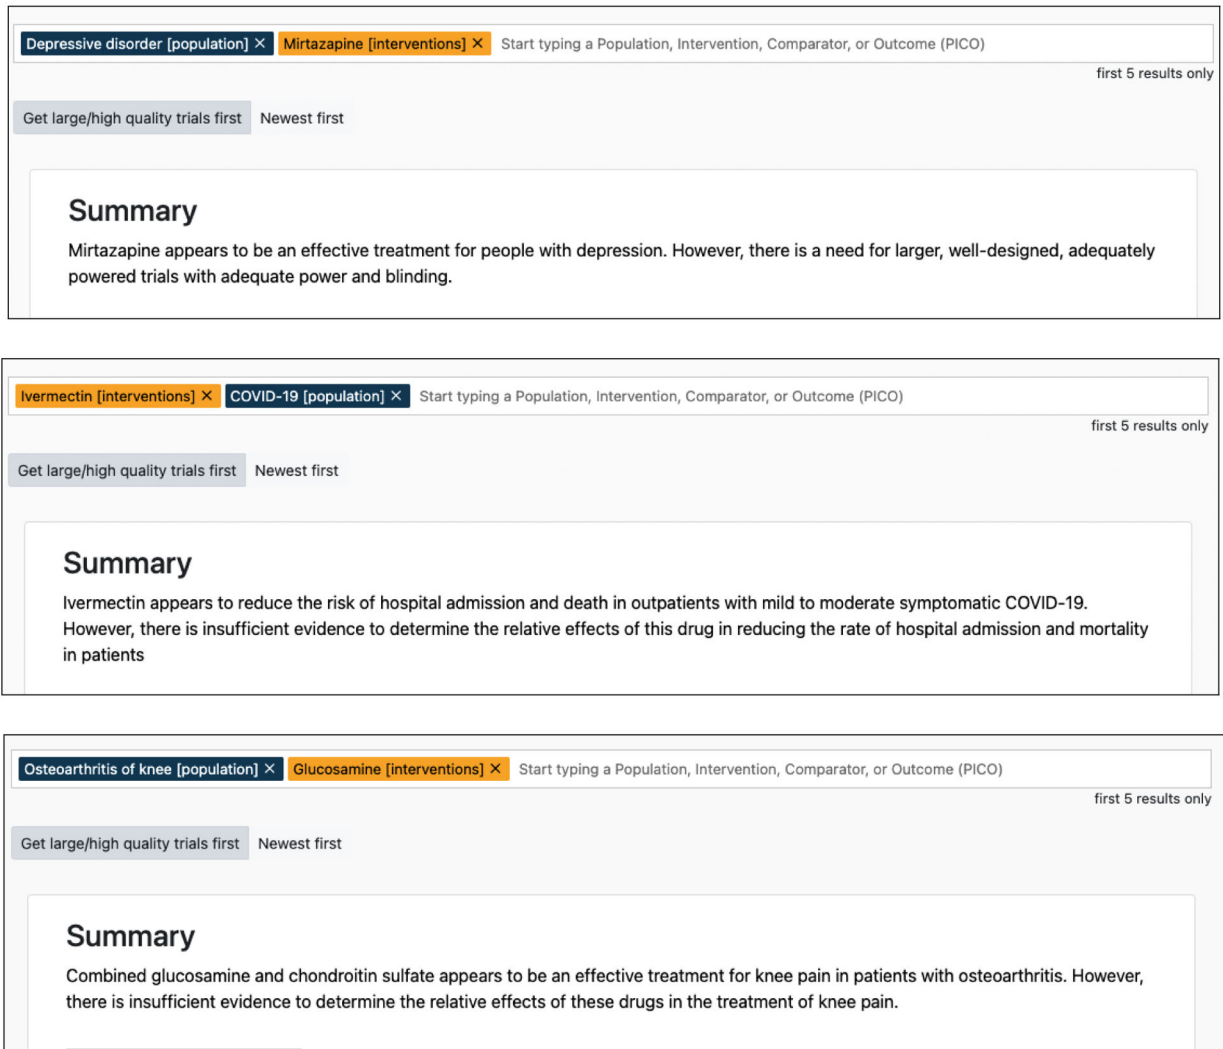 Depressive disorder [population] × Mirtazapine [interventions] × Start typing a Population, Intervention, Comparator, or Outcome (PICO)
first 5 results only
Get large/high quality trials first Newest first
Summary
Mirtazapine appears to be an effective treatment for people with depression. However, there is a need for larger, well-designed, adequately
powered trials with adequate power and blinding.
Ivermectin [interventions] × COVID-19 [population] × Start typing a Population, Intervention, Comparator, or Outcome (PICO)
first 5 results only
Get large/high quality trials first Newest first
Summary
Ivermectin appears to reduce the risk of hospital admission and death in outpatients with mild to moderate symptomatic COVID-19.
However, there is insufficient evidence to determine the relative effects of this drug in reducing the rate of hospital admission and mortality
in patients
Osteoarthritis of knee [population] × Glucosamine [interventions] × Start typing a Population, Intervention, Comparator, or Outcome (PICO)
first 5 results only
Get large/high quality trials first Newest first
Summary
Combined glucosamine and chondroitin sulfate appears to be an effective treatment for knee pain in patients with osteoarthritis. However,
there is insufficient evidence to determine the relative effects of these drugs in the treatment of knee pain.